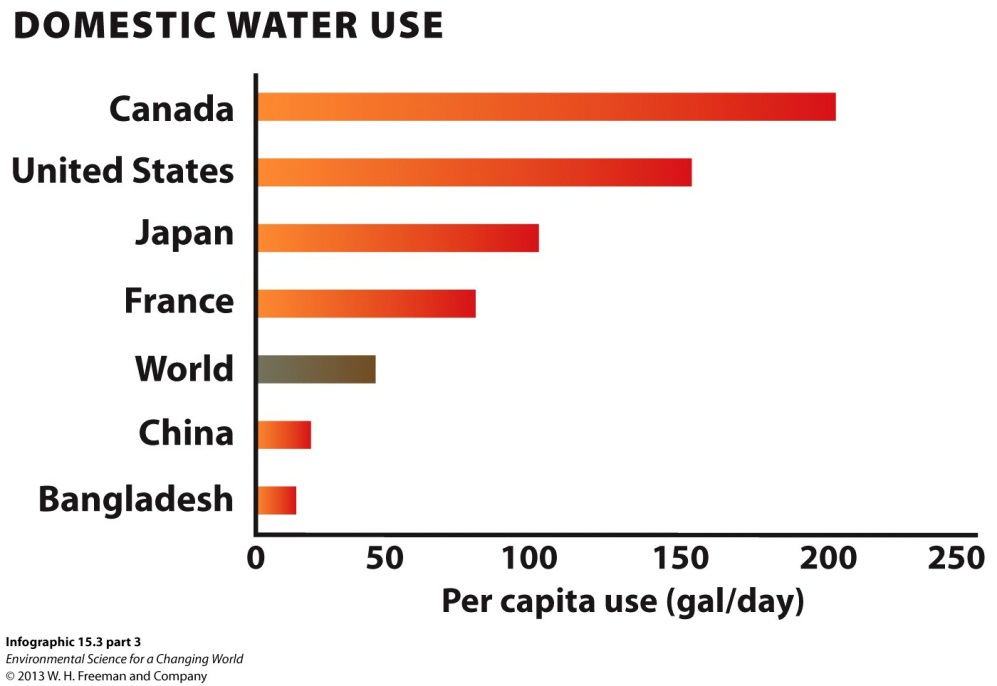 DOMESTIC WATER USE
Canada
United States
Japan
France
World
China
Bangladesh
0 50 100 150 200 250
Per capita use (gal/day)
Infographic 15.3 part 3
Environmental Science for a Changing World
© 2013 W. H. Freeman and Company